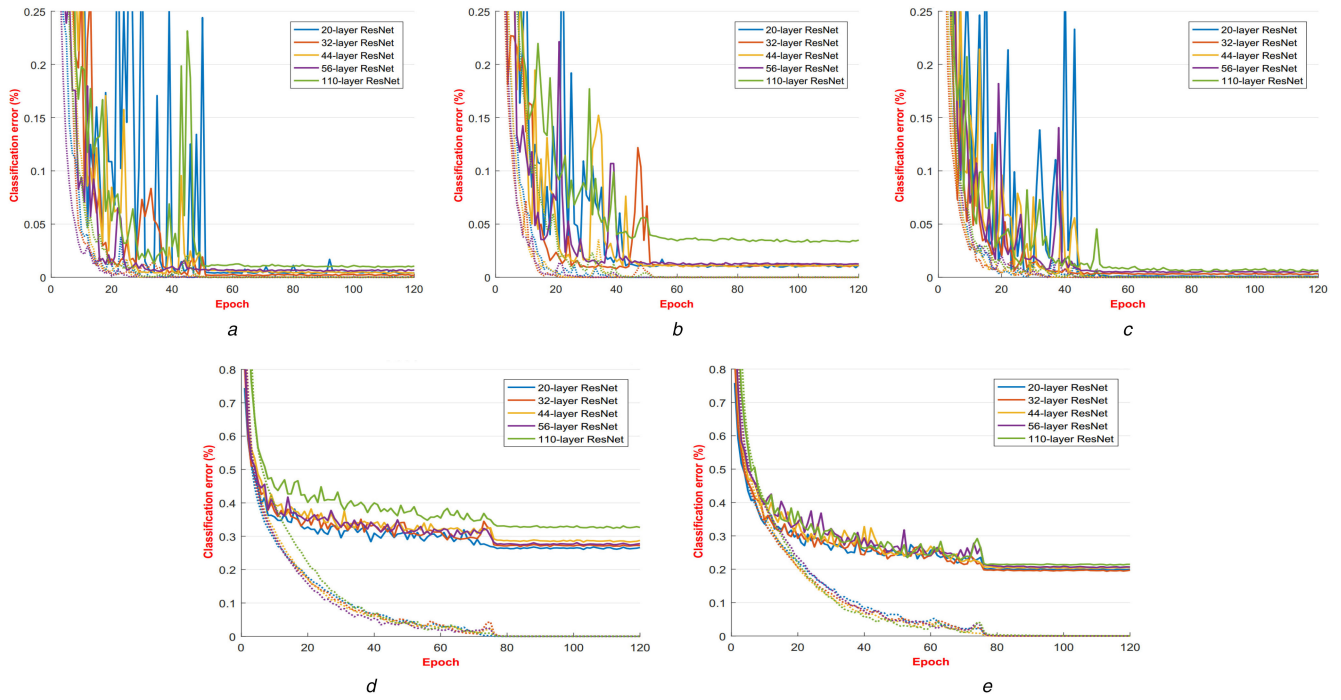 0.25
0.2
0.15
0.1
0.05
0
Classification error (%)
20-layer ResNet
32-layer ResNet
44-layer ResNet
56-layer ResNet
110-layer ResNet
0 20 40 60 80 100 120
Epoch
a
0.25
0.2
0.15
0.1
0.05
0
Classification error (%)
20-layer ResNet
32-layer ResNet
44-layer ResNet
56-layer ResNet
110-layer ResNet
0 20 40 60 80 100 120
Epoch
b
0.25
0.2
0.15
0.1
0.05
0
Classification error (%)
20-layer ResNet
32-layer ResNet
44-layer ResNet
56-layer ResNet
110-layer ResNet
0 20 40 60 80 100 120
Epoch
c
0.8
0.7
0.6
0.5
0.4
0.3
0.2
0.1
0
Classification error (%)
20-layer ResNet
32-layer ResNet
44-layer ResNet
56-layer ResNet
110-layer ResNet
0 20 40 60 80 100 120
Epoch
d
0.8
0.7
0.6
0.5
0.4
0.3
0.2
0.1
0
Classification error (%)
20-layer ResNet
32-layer ResNet
44-layer ResNet
56-layer ResNet
110-layer ResNet
0 20 40 60 80 100 120
Epoch
e